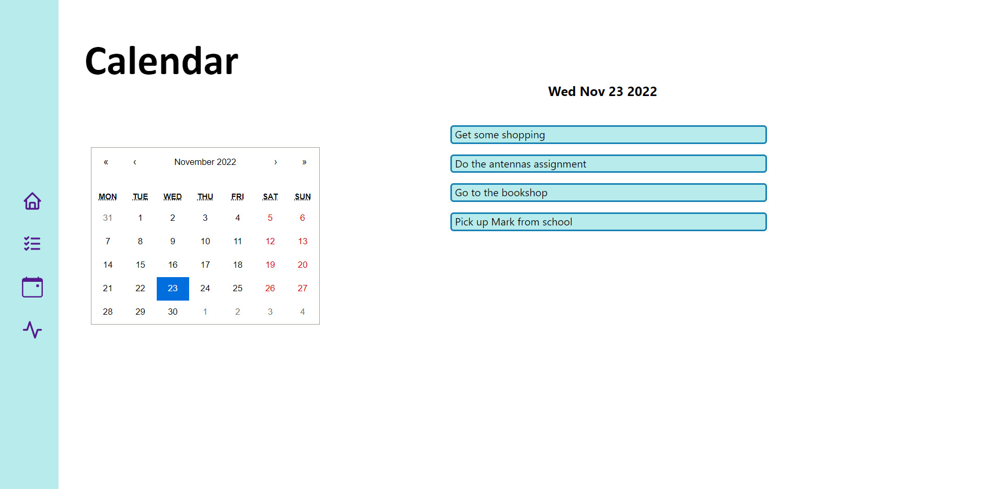 Calendar
Wed Nov 23 2022
« ‹ November 2022 › »
MON TUE WED THU FRI SAT SUN
31 1 2 3 4 5 6
7 8 9 10 11 12 13
14 15 16 17 18 19 20
21 22 23 24 25 26 27
28 29 30 1 2 3 4
Get some shopping
Do the antennas assignment
Go to the bookshop
Pick up Mark from school